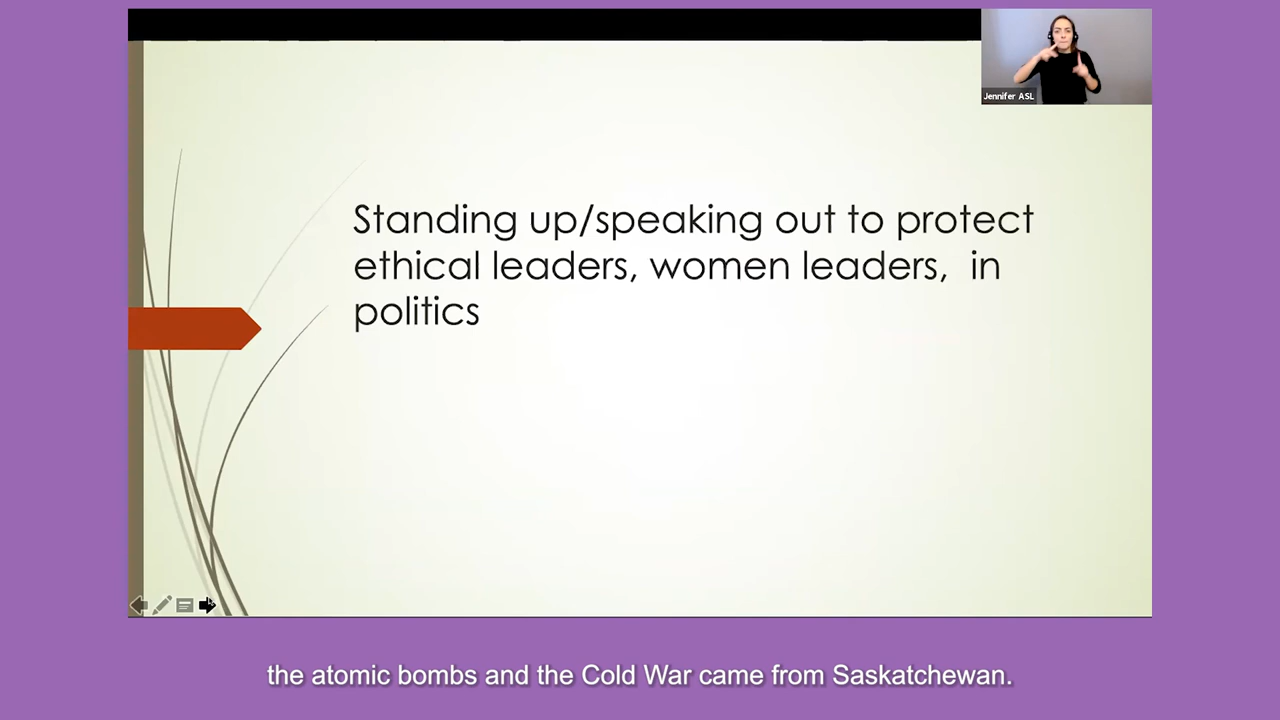 Jennifer ASL
Standing up/speaking out to protect
ethical leaders, women leaders,  in
politics
the atomic bombs and the Cold War came from Saskatchewan.